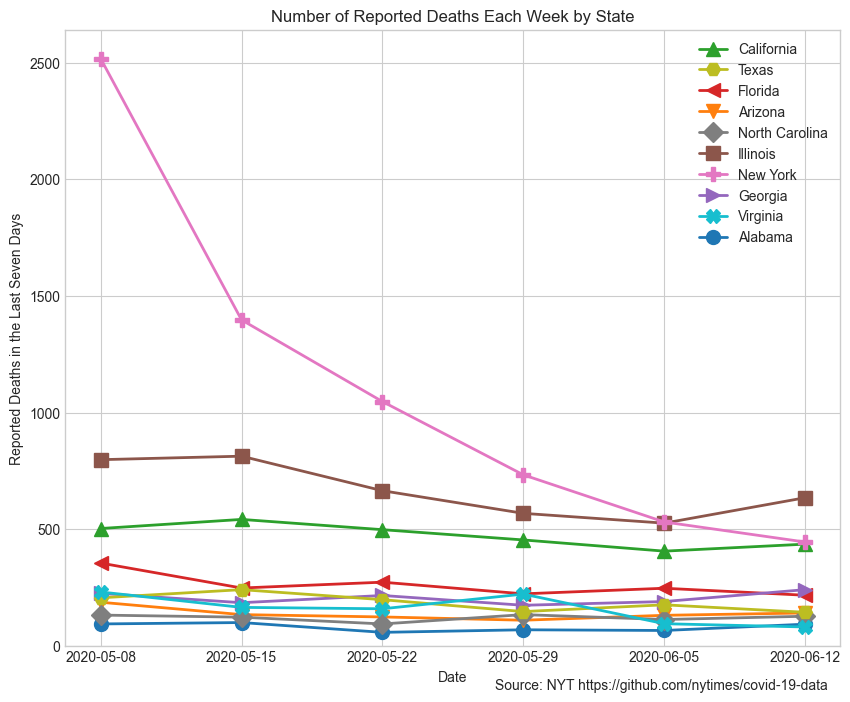 Number of Reported Deaths Each Week by State
California
Texas
Florida
Arizona
North Carolina
Illinois
New York
Georgia
Virginia
Alabama
Reported Deaths in the Last Seven Days
2500
2000
1500
1000
500
0
2020-05-08 2020-05-15 2020-05-22 2020-05-29 2020-06-05 2020-06-12
Date
Source: NYT https://github.com/nytimes/covid-19-data